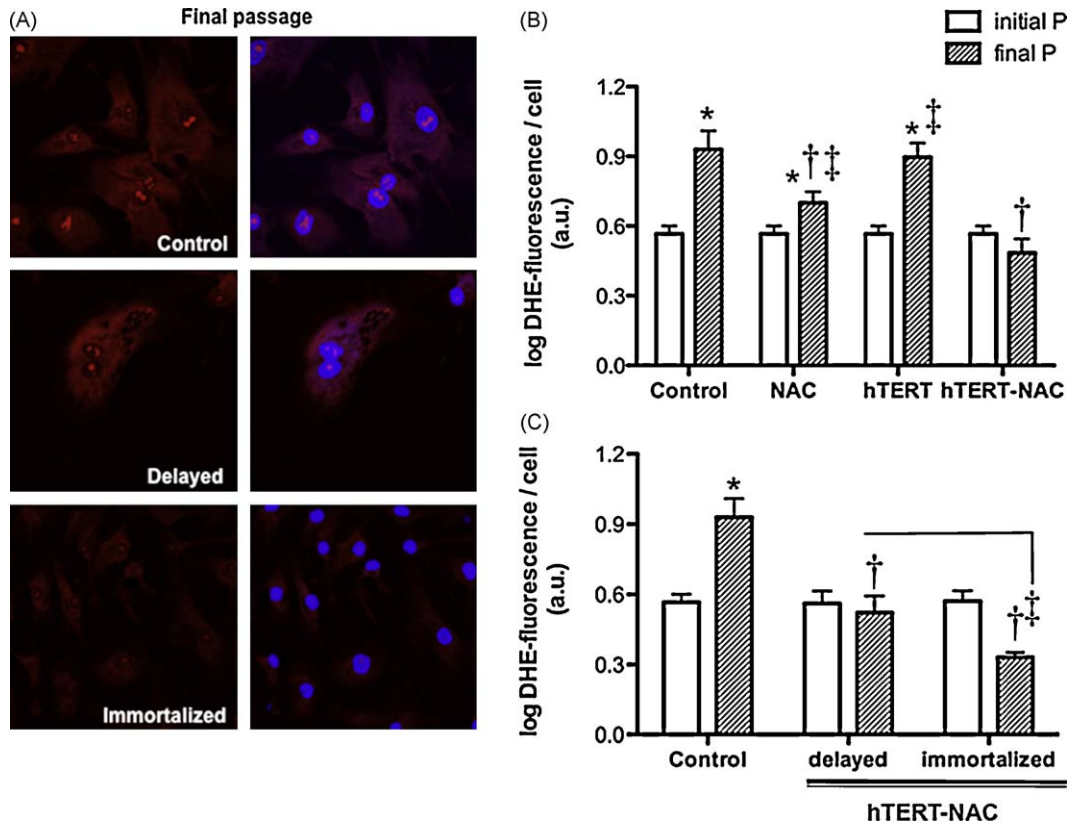 (A)
Final passage
Control
Delayed
Immortalized
(B)
initial P
final P
log DHE-fluorescence / cell
(a.u.)
1.2
0.9
0.6
0.3
0.0
*
* † ‡
* ‡
†
Control NAC hTERT hTERT-NAC
(C)
log DHE-fluorescence / cell
(a.u.)
1.2
0.9
0.6
0.3
0.0
*
†
† ‡
Control delayed immortalized
hTERT-NAC